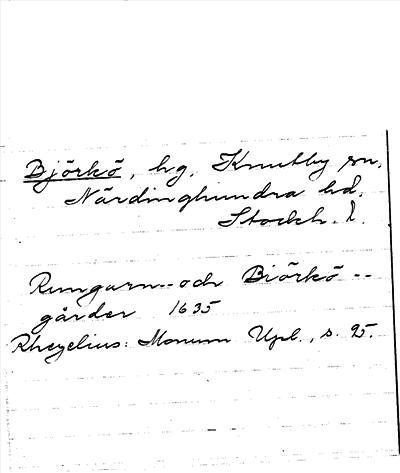 Björkö, hg, Knutby sn,
Närdinghundra hd,
Stockh. l.
Rungarn-- och Biörkö --
gårder 1635
Rhezelius: Monum Upl., s. 95.